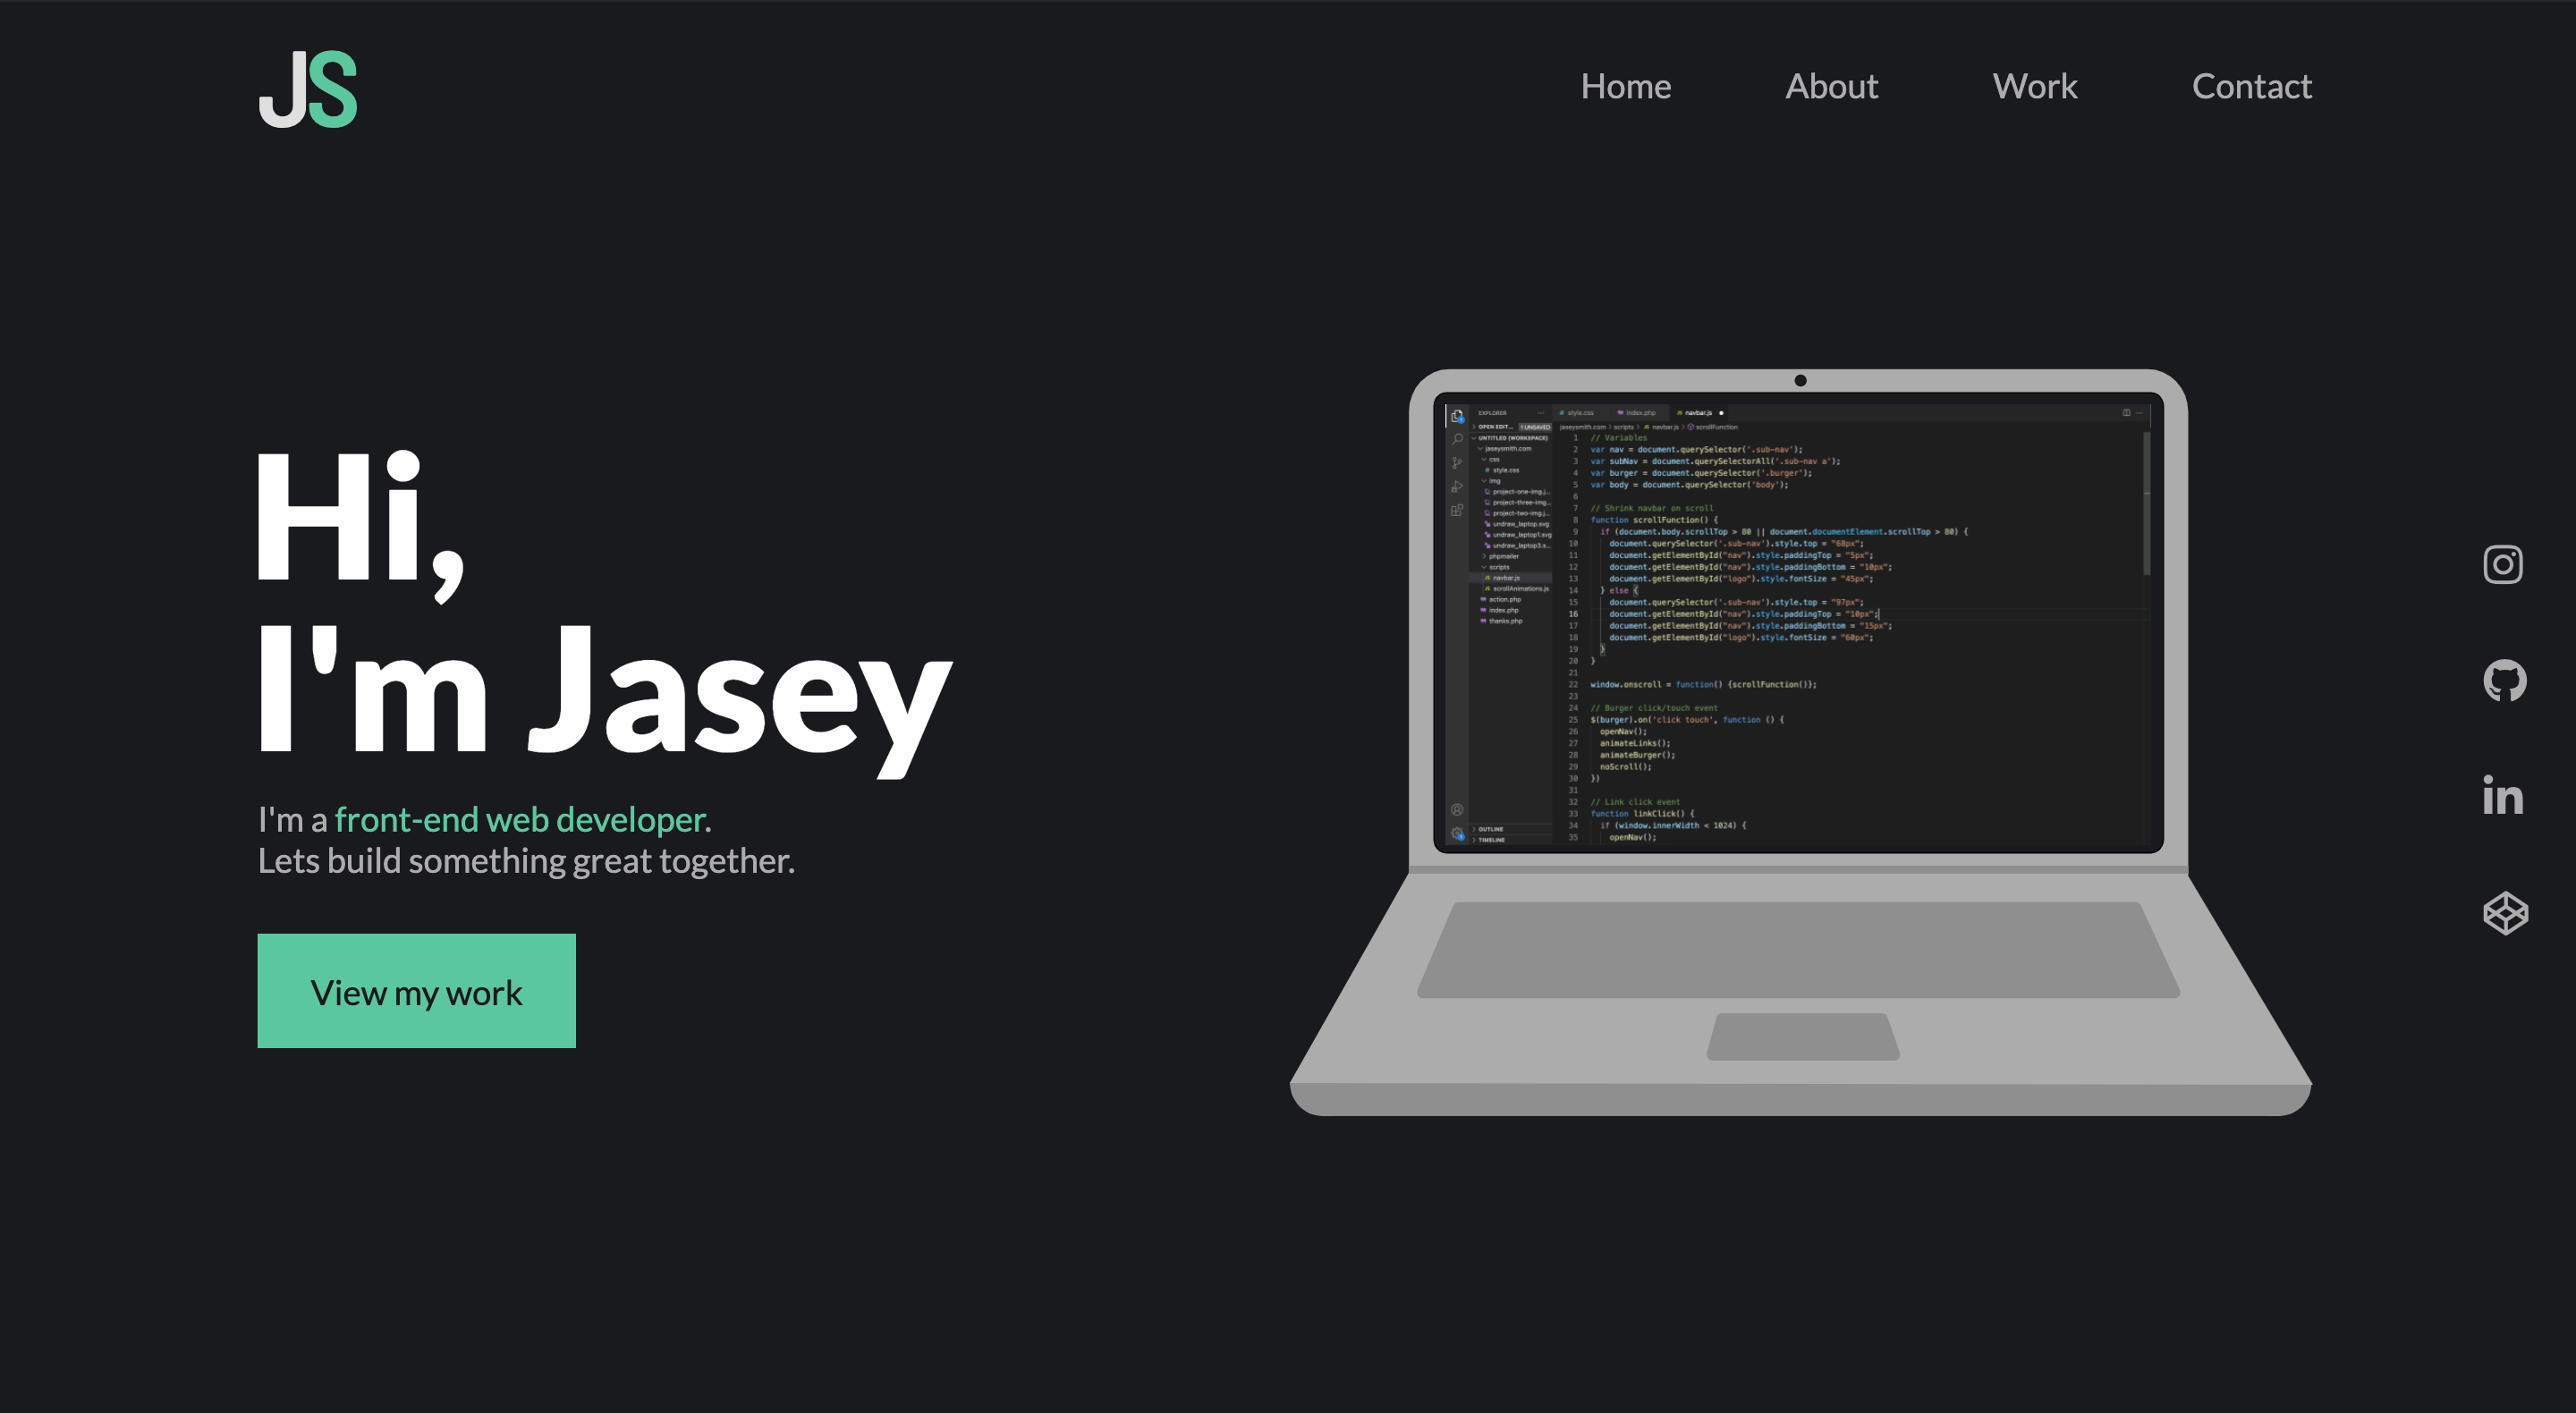 JS
Home
About
Work
Contact
Hi,
I'm Jasey
I'm a front-end web developer.
Lets build something great together.
View my work
EXPLORER
OPEN EDIT... 1 UNSAVED
UNTITLED (WORKSPACE)
jaseysmith.com
css
# style.css
img
project-one-img.j...
project-three-img...
project-two-img.j...
undraw_laptop.svg
undraw_laptop1.svg
undraw_laptop3.s...
phpmailer
scripts
JS navbar.js
JS scrollAnimations.js
action.php
index.php
thanks.php
OUTLINE
TIMELINE
# style.css
index.php
JS navbar.js
jaseysmith.com > scripts > JS navbar.js > scrollFunction
1 // Variables
2 var nav = document.querySelector('.sub-nav');
3 var subNav = document.querySelectorAll('.sub-nav a');
4 var burger = document.querySelector('.burger');
5 var body = document.querySelector('body');
6
7 // Shrink navbar on scroll
8 function scrollFunction() {
9 if (document.body.scrollTop > 80 || document.documentElement.scrollTop > 80) {
10 document.querySelector('.sub-nav').style.top = "68px";
11 document.getElementById("nav").style.paddingTop = "5px";
12 document.getElementById("nav").style.paddingBottom = "10px";
13 document.getElementById("logo").style.fontSize = "45px";
14 } else {
15 document.querySelector('.sub-nav').style.top = "97px";
16 document.getElementById("nav").style.paddingTop = "10px";
17 document.getElementById("nav").style.paddingBottom = "15px";
18 document.getElementById("logo").style.fontSize = "60px";
19 }
20 }
21
22 window.onscroll = function() {scrollFunction()};
23
24 // Burger click/touch event
25 $(burger).on('click touch', function () {
26 openNav();
27 animateLinks();
28 animateBurger();
29 noScroll();
30 })
31
32 // Link click event
33 function linkClick() {
34 if (window.innerWidth < 1024) {
35 openNav();
in